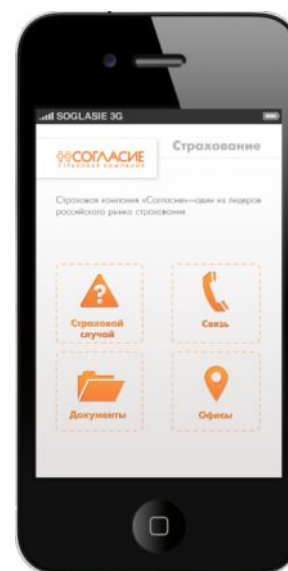 SOGLASIE 3G
СОГЛАСИЕ
СТРАХОВАЯ КОМПАНИЯ
Страхование
Страховая компания «Согласие»—один из лидеров
российского рынка страхования
Страховой
случай
Связь
Документы
Офисы